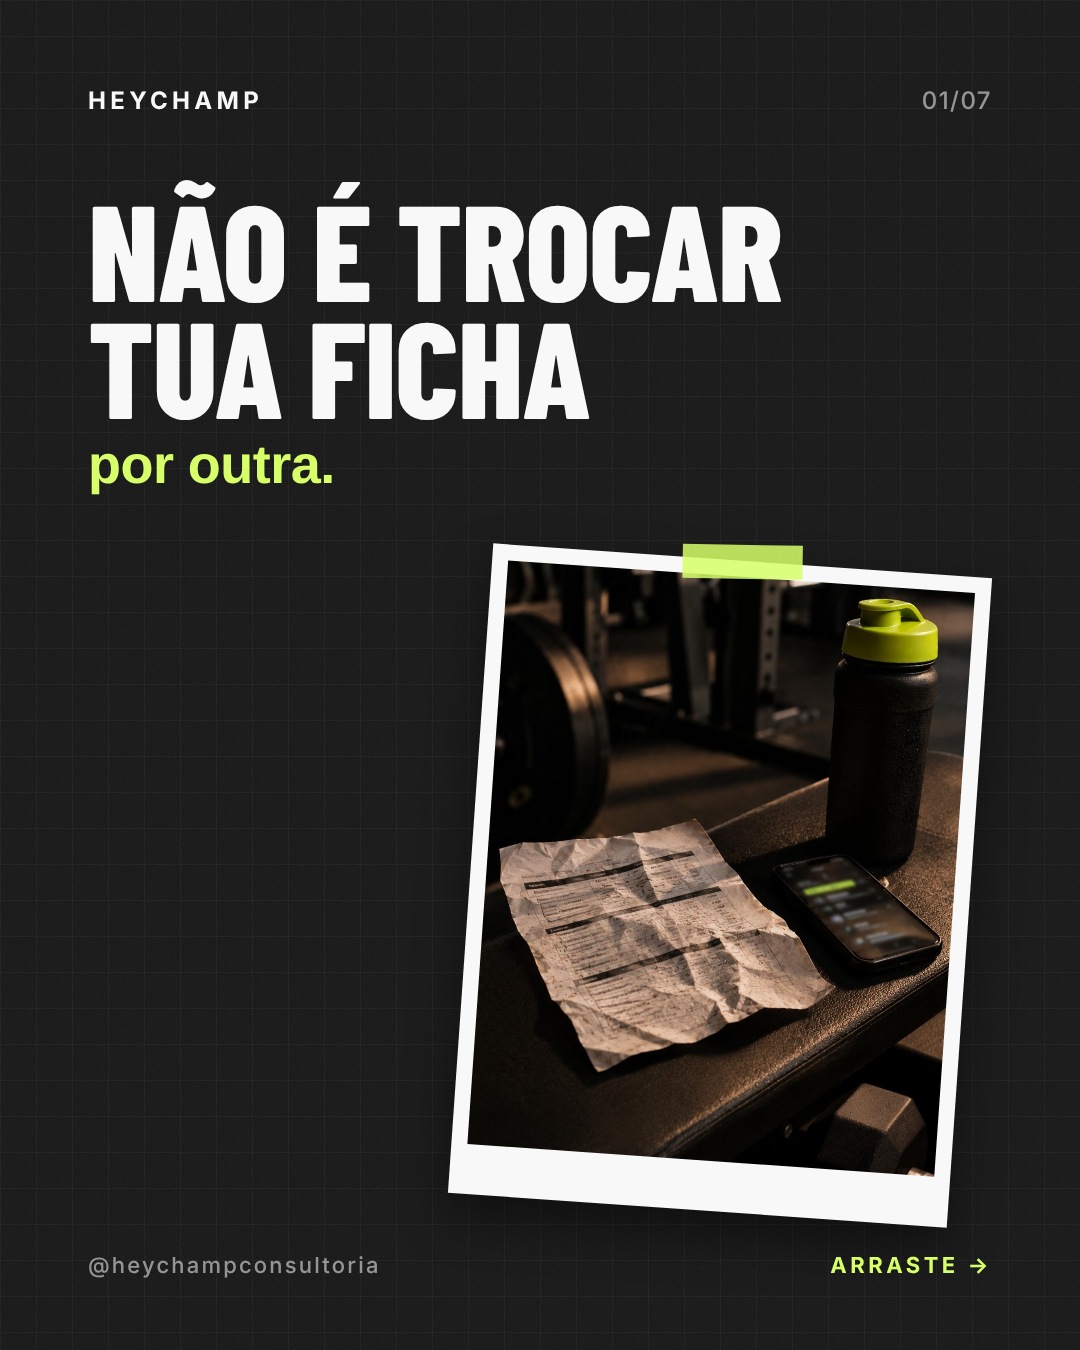 HEYCHAMP
01/07
NÃO É TROCAR
TUA FICHA
por outra.
@heychampconsultoria
ARRASTE →